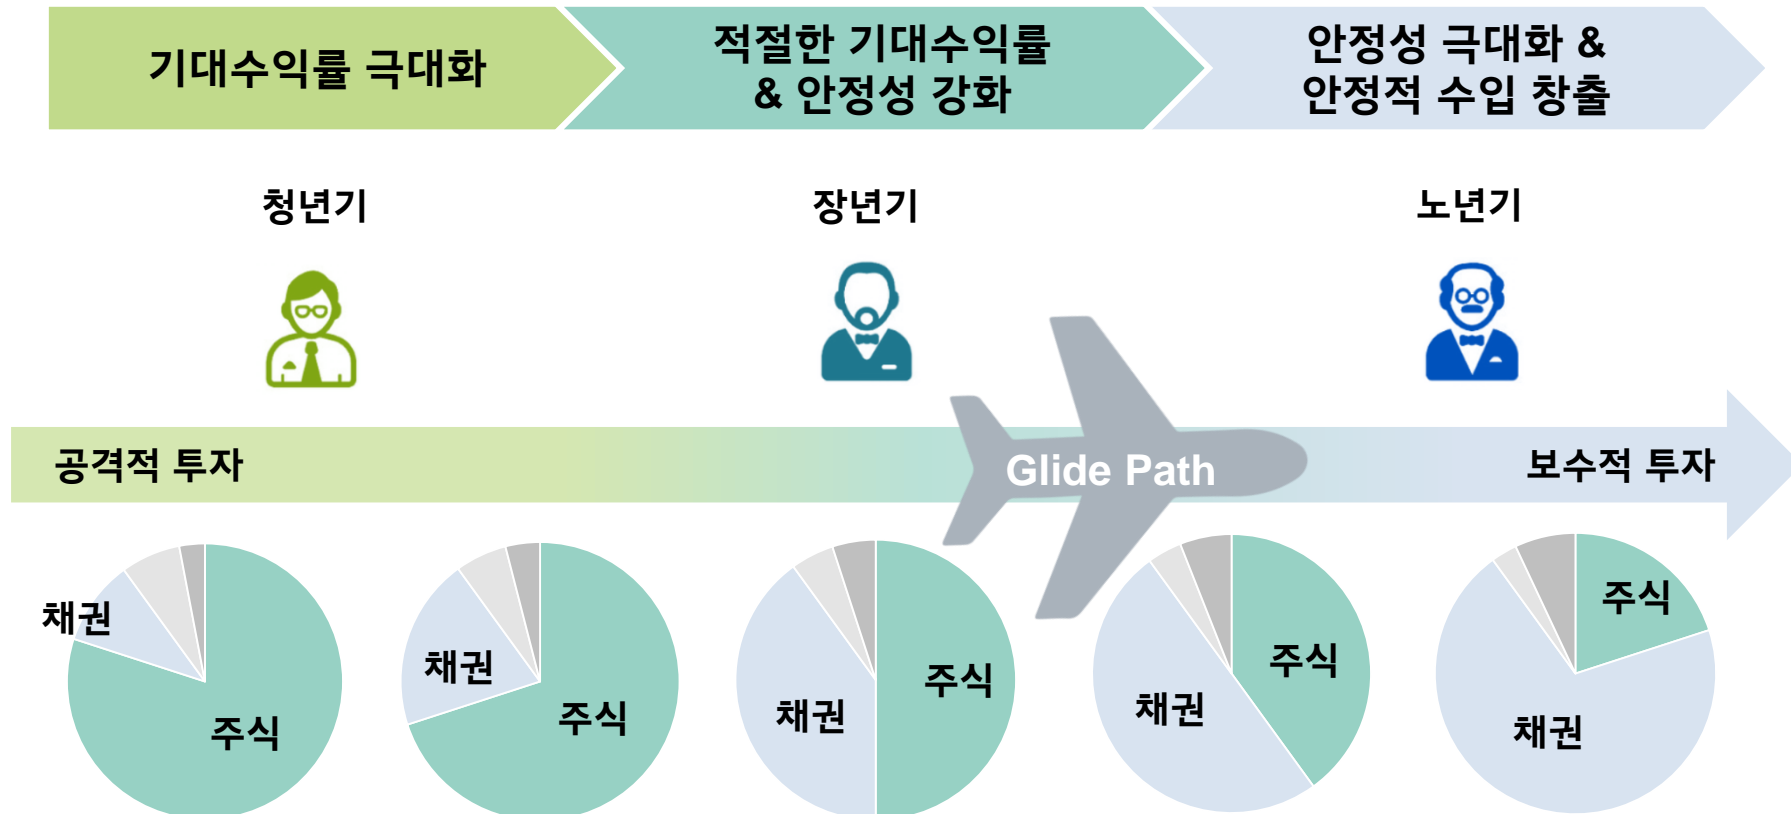 기대수익률 극대화
적절한 기대수익률
& 안정성 강화
안정성 극대화 &
안정적 수입 창출
청년기
장년기
노년기
공격적 투자
Glide Path
보수적 투자
채권
주식
채권
주식
채권
주식
채권
주식
채권
주식